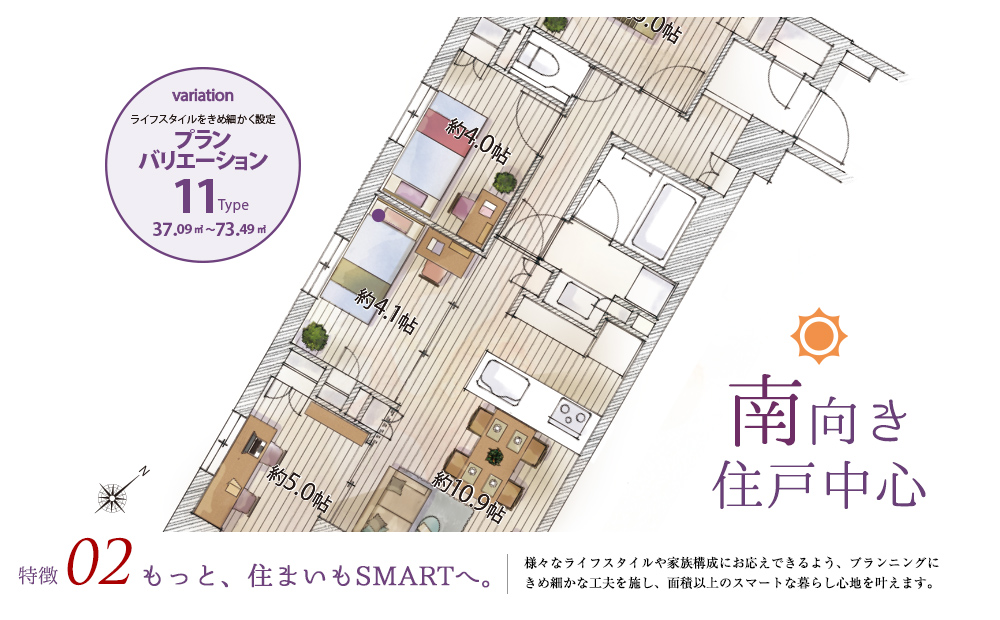 variation
ライフスタイルをきめ細かく設定
プラン
バリエーション
11 Type
37.09㎡〜73.49㎡
約4.0帖
約4.1帖
約5.0帖
約10.9帖
N
南向き
住戸中心
特徴 02 もっと、住まいもSMARTへ。
様々なライフスタイルや家族構成にお応えできるよう、プランニングに
きめ細かな工夫を施し、面積以上のスマートな暮らし心地を叶えます。